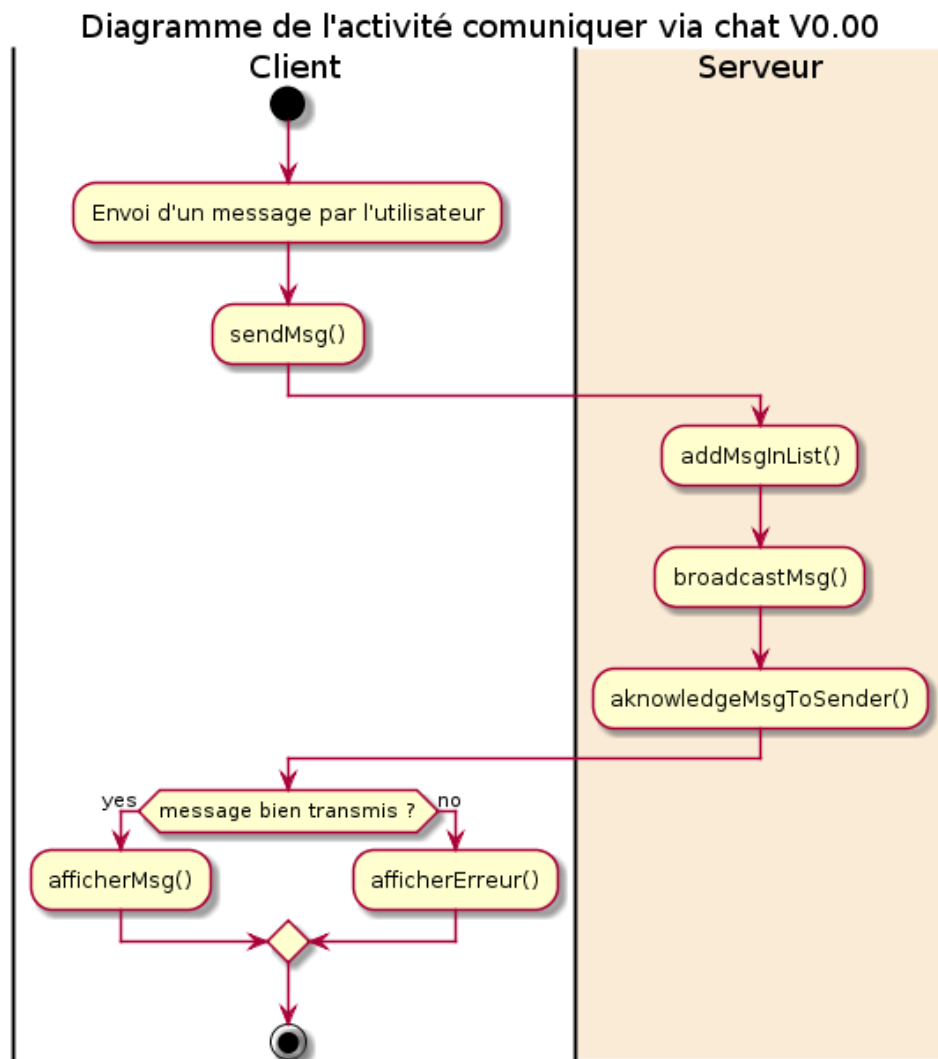 Diagramme de l'activité comuniquer via chat V0.00
Client
Serveur
Envoi d'un message par l'utilisateur
sendMsg()
addMsgInList()
broadcastMsg()
aknowledgeMsgToSender()
yes
message bien transmis ?
no
afficherMsg()
afficherErreur()